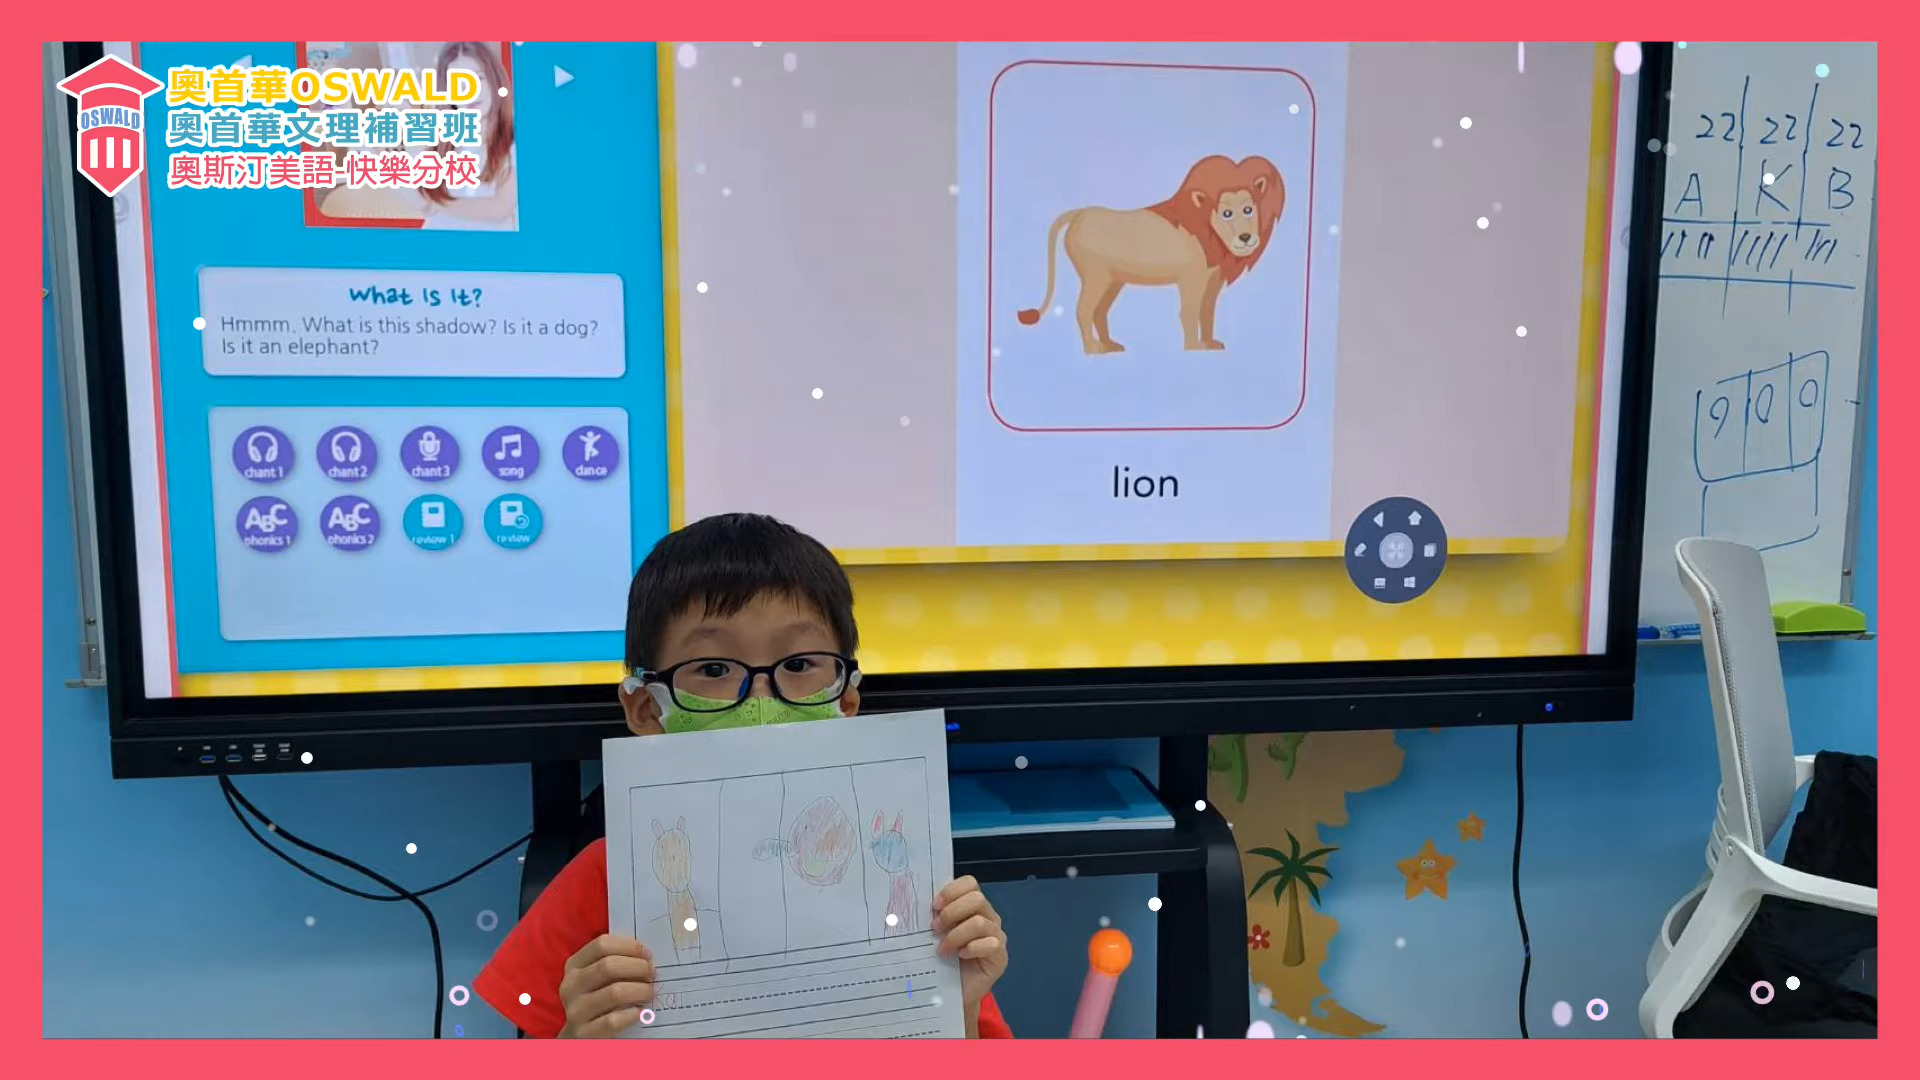 奧首華OSWALD
奧首華文理補習班
奧斯汀美語-快樂分校
OSWALD
What Is It?
Hmmm. What is this shadow? Is it a dog?
Is it an elephant?
chant 1
chant 2
chant 3
song
dance
ABC
phonics 1
ABC
phonics 2
review 1
review
lion
22 22 22
A K B